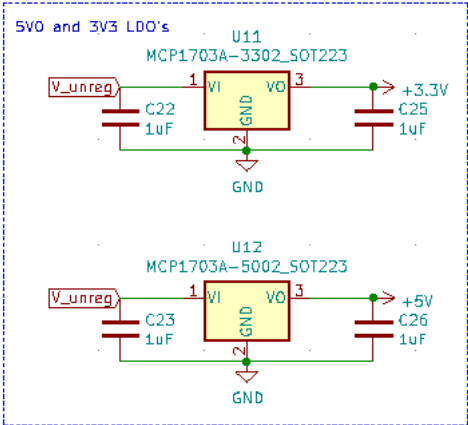 5V0 and 3V3 LDO's
U11
MCP1703A-3302_SOT223
V_unreg
1
VI
VO
3
+3.3V
C22
1uF
GND
2
C25
1uF
GND
U12
MCP1703A-5002_SOT223
V_unreg
1
VI
VO
3
+5V
C23
1uF
GND
2
C26
1uF
GND